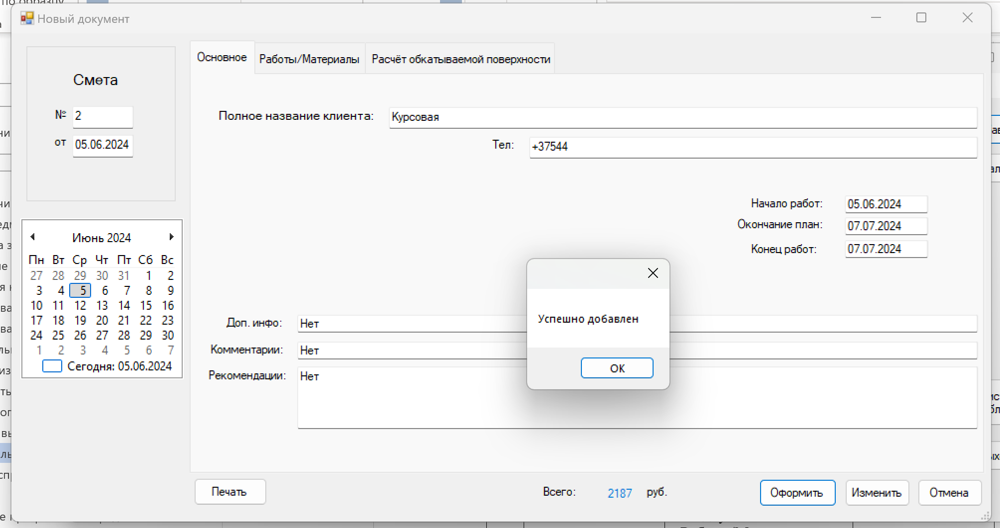 по образцу
Новый документ
Основное
Работы/Материалы
Расчёт обкатываемой поверхности
Смета
№ 2
от 05.06.2024
Полное название клиента: Курсовая
Тел: +37544
Начало работ: 05.06.2024
Окончание план: 07.07.2024
Конец работ: 07.07.2024
Июнь 2024
Пн Вт Ср Чт Пт Сб Вс
27 28 29 30 31 1 2
3 4 5 6 7 8 9
10 11 12 13 14 15 16
17 18 19 20 21 22 23
24 25 26 27 28 29 30
1 2 3 4 5 6 7
Сегодня: 05.06.2024
Успешно добавлен
OK
Доп. инфо: Нет
Комментарии: Нет
Рекомендации: Нет
Печать
Всего: 2187 руб.
Оформить
Изменить
Отмена